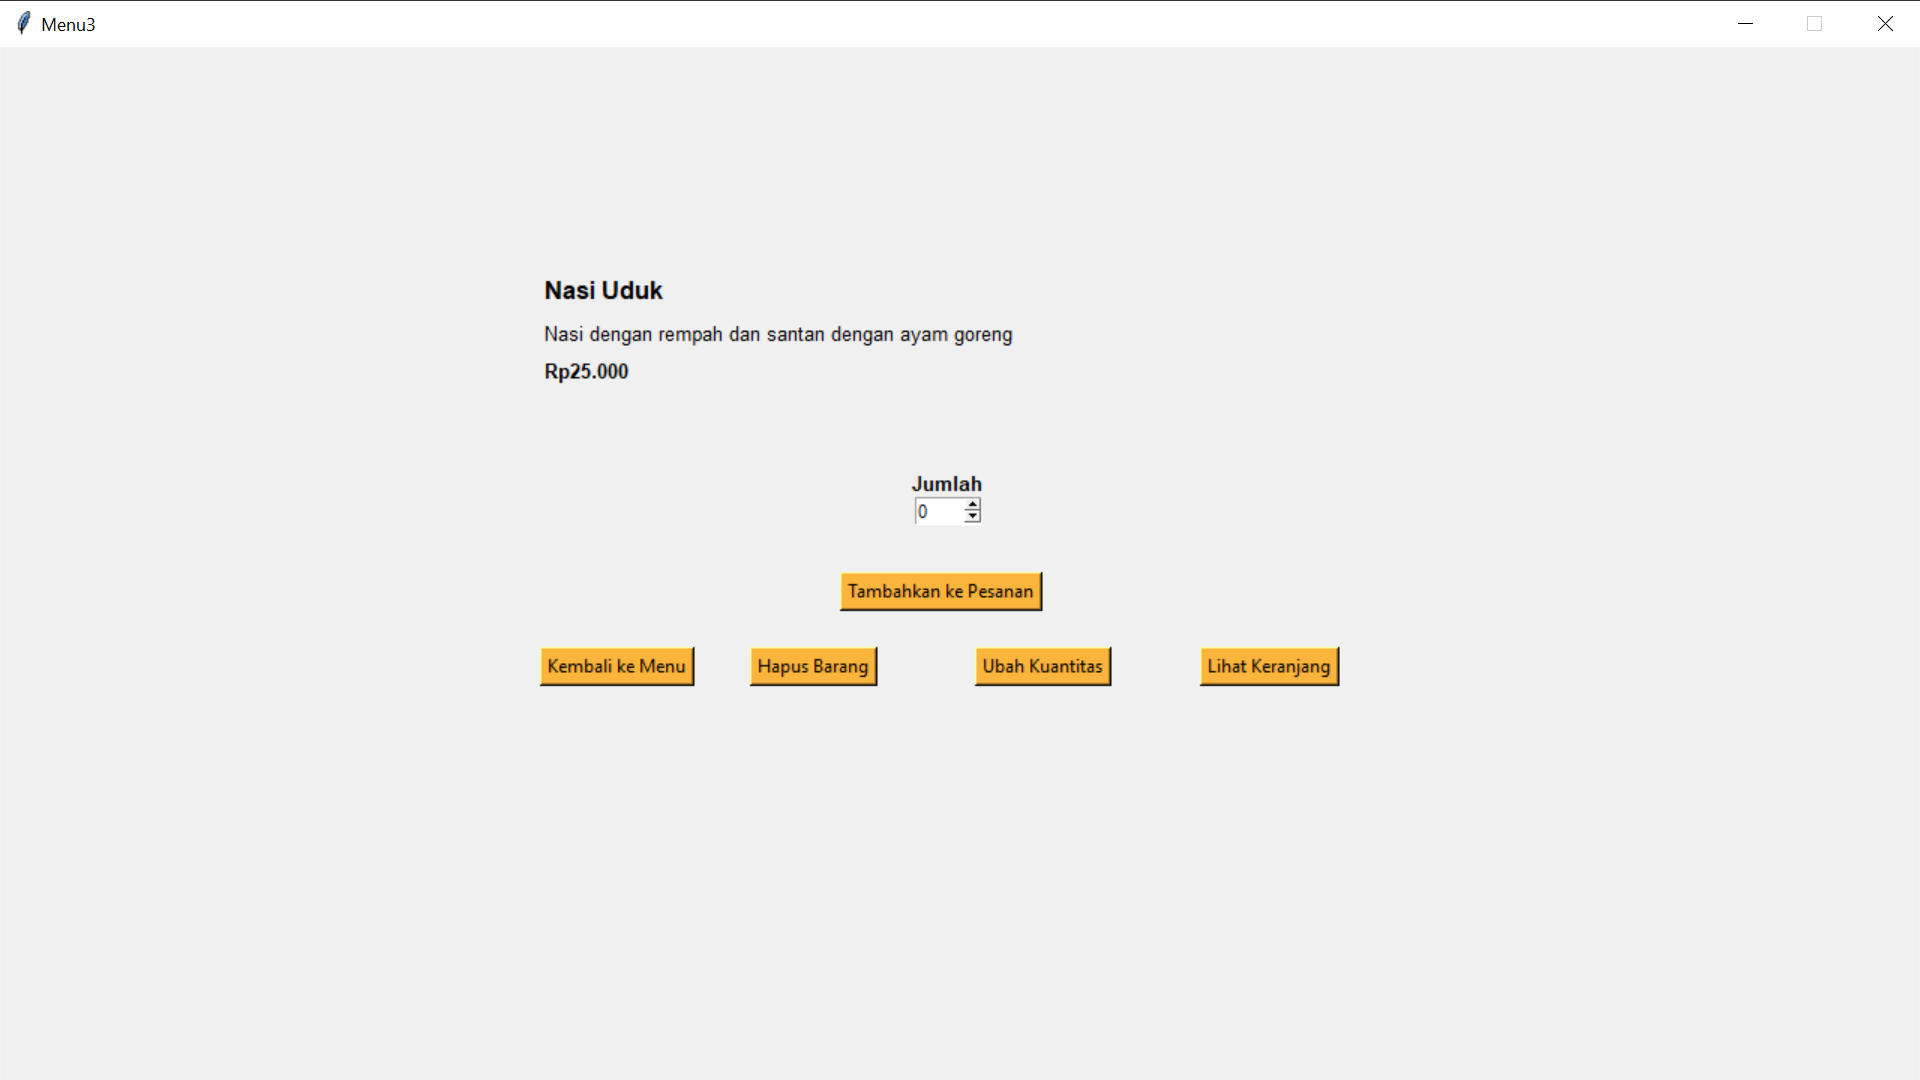 Menu3
Nasi Uduk
Nasi dengan rempah dan santan dengan ayam goreng
Rp25.000
Jumlah
0
Tambahkan ke Pesanan
Kembali ke Menu
Hapus Barang
Ubah Kuantitas
Lihat Keranjang